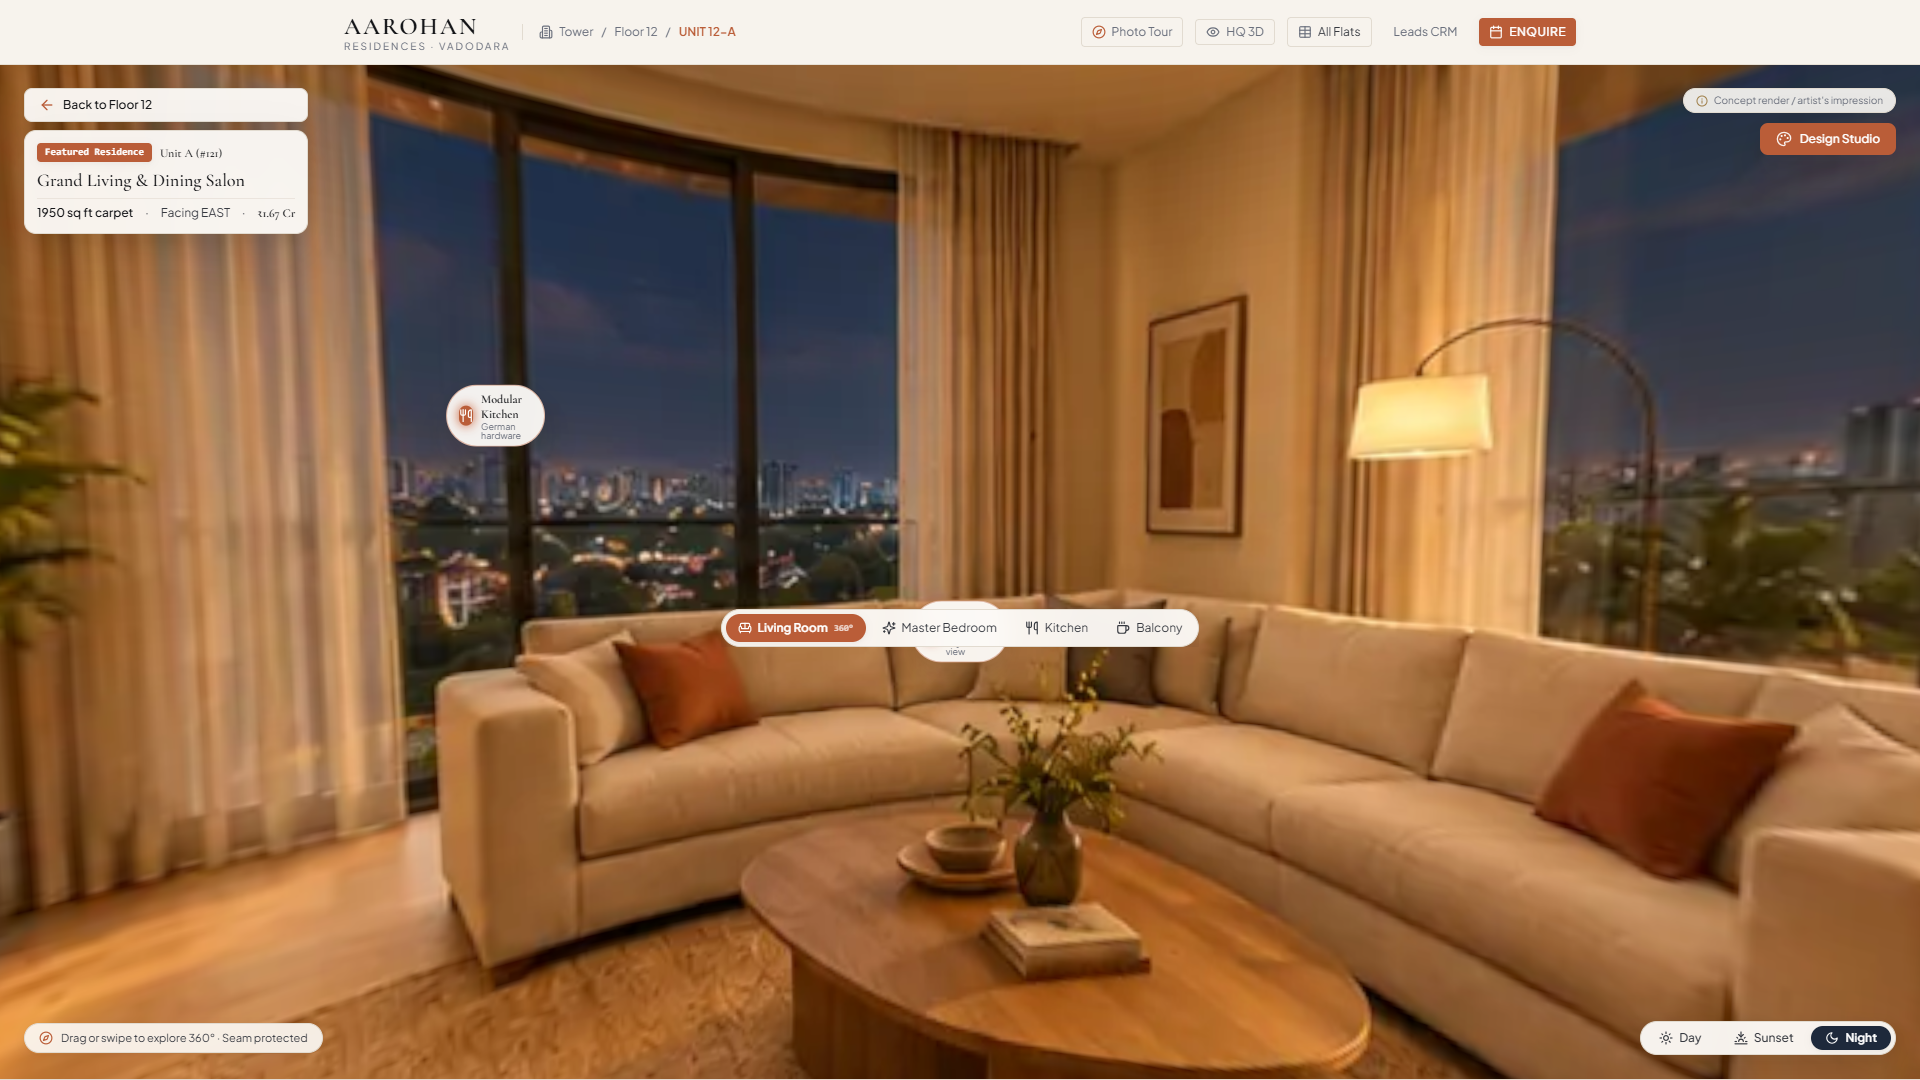 AAROHAN
RESIDENCES · VADODARA
Tower / Floor 12 / UNIT 12-A
Photo Tour
HQ 3D
All Flats
Leads CRM
ENQUIRE
Back to Floor 12
Featured Residence Unit A (#121)
Grand Living & Dining Salon
1950 sq ft carpet · Facing EAST · ₹1.67 Cr
Concept render / artist's impression
Design Studio
Modular
Kitchen
German
hardware
Living Room 360°
Master Bedroom
Kitchen
Balcony
view
Drag or swipe to explore 360° · Seam protected
Day
Sunset
Night